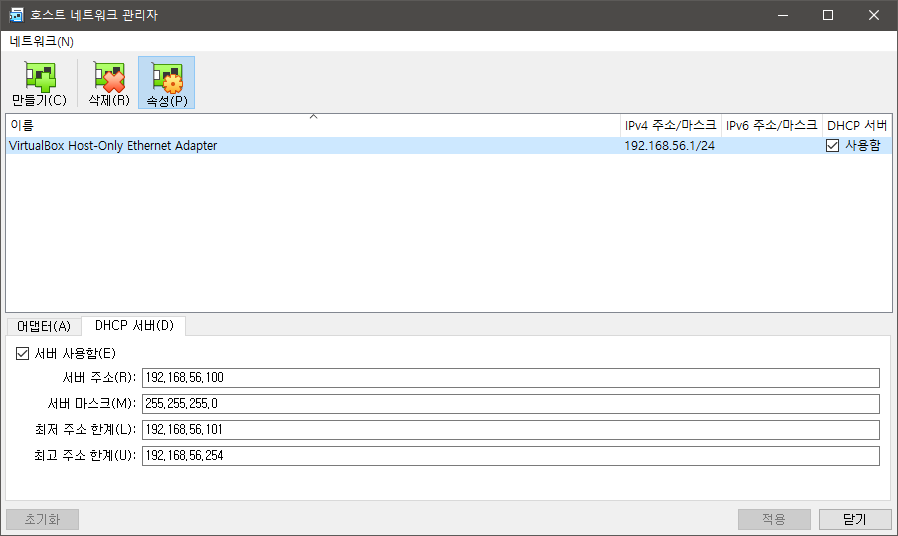 호스트 네트워크 관리자
네트워크(N)
만들기(C) 삭제(R) 속성(P)
이름 IPv4 주소/마스크 IPv6 주소/마스크 DHCP 서버
VirtualBox Host-Only Ethernet Adapter 192.168.56.1/24 사용함
어댑터(A) DHCP 서버(D)
서버 사용함(E)
서버 주소(R): 192.168.56.100
서버 마스크(M): 255.255.255.0
최저 주소 한계(L): 192.168.56.101
최고 주소 한계(U): 192.168.56.254
초기화 적용 닫기